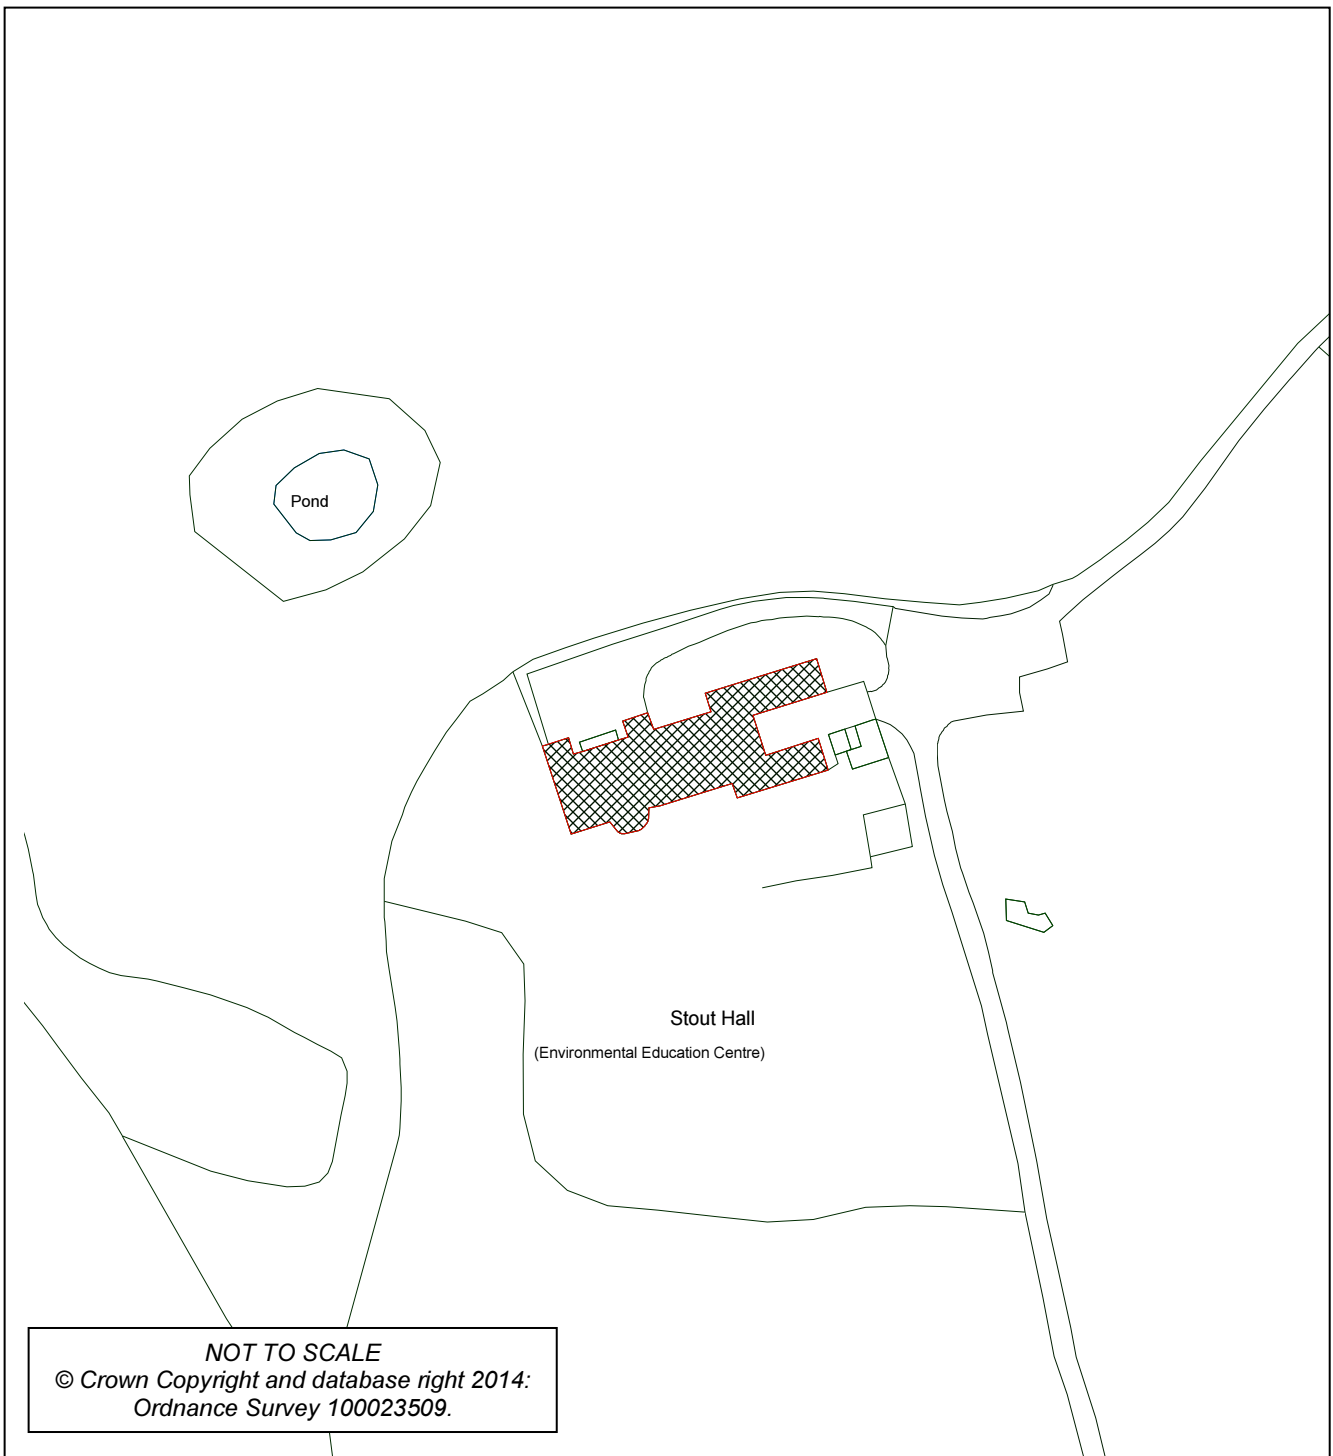 Pond
Stout Hall
(Environmental Education Centre)
NOT TO SCALE
© Crown Copyright and database right 2014:
Ordnance Survey 100023509.